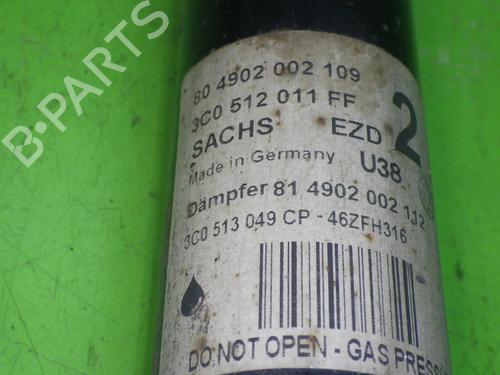 80 4902 002 109
3C0 512 011 FF
SACHS EZD 2
Made in Germany U38
Dämpfer 81 4902 002 112
3C0 513 049 CP - 46ZFH316
DO NOT OPEN - GAS PRESS
B-PARTS